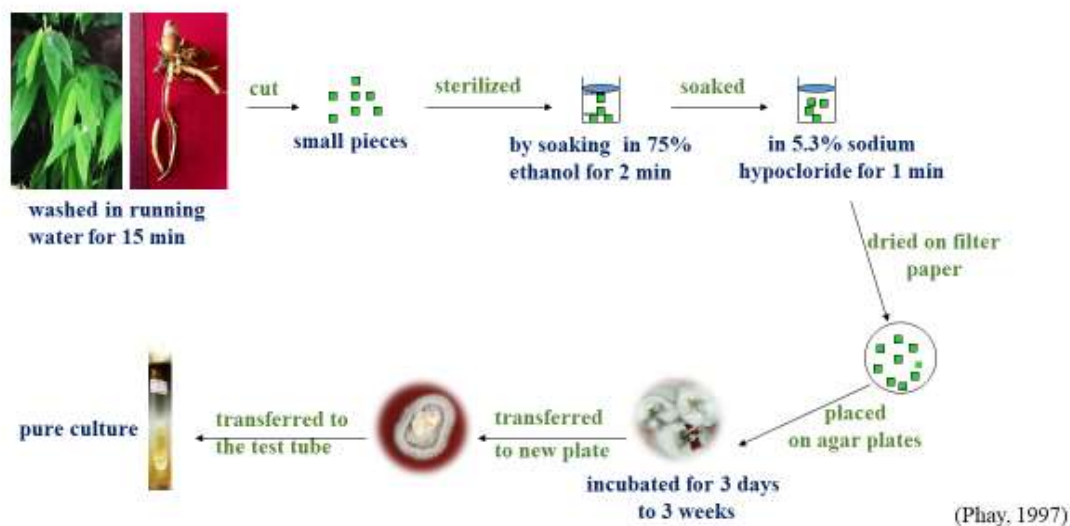 cut
sterilized
soaked
small pieces
by soaking in 75%
ethanol for 2 min
in 5.3% sodium
hypocloride for 1 min
washed in running
water for 15 min
dried on filter
paper
placed
on agar plates
transferred
to new plate
transferred to
the test tube
pure culture
incubated for 3 days
to 3 weeks
(Phay, 1997)